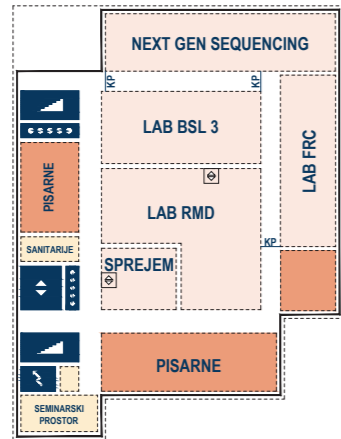 NEXT GEN SEQUENCING
KP
KP
LAB BSL 3
LAB FRC
PISARNE
LAB RMD
SANITARIJE
KP
SPREJEM
PISARNE
SEMINARSKI
PROSTOR